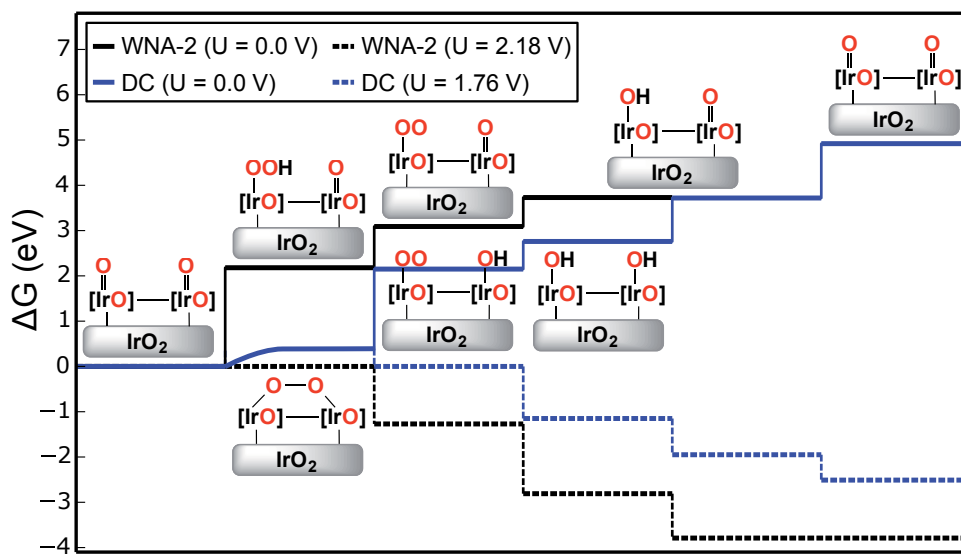 WNA-2 (U = 0.0 V)
WNA-2 (U = 2.18 V)
DC (U = 0.0 V)
DC (U = 1.76 V)
ΔG (eV)
7
6
5
4
3
2
1
0
−1
−2
−3
−4
O O
[IrO] [IrO]
IrO₂
OOH O
[IrO] [IrO]
IrO₂
OO O
[IrO] [IrO]
IrO₂
OH O
[IrO] [IrO]
IrO₂
O O
[IrO] [IrO]
IrO₂
O O
[IrO] [IrO]
IrO₂
OO OH
[IrO] [IrO]
IrO₂
OH OH
[IrO] [IrO]
IrO₂